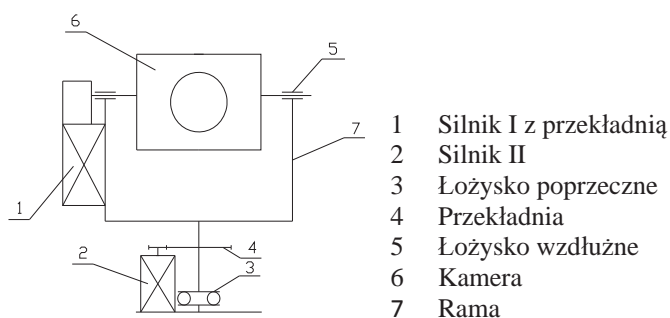 6
5
7
1
2
4
3
1 Silnik I z przekładnią
2 Silnik II
3 Łożysko poprzeczne
4 Przekładnia
5 Łożysko wzdłużne
6 Kamera
7 Rama